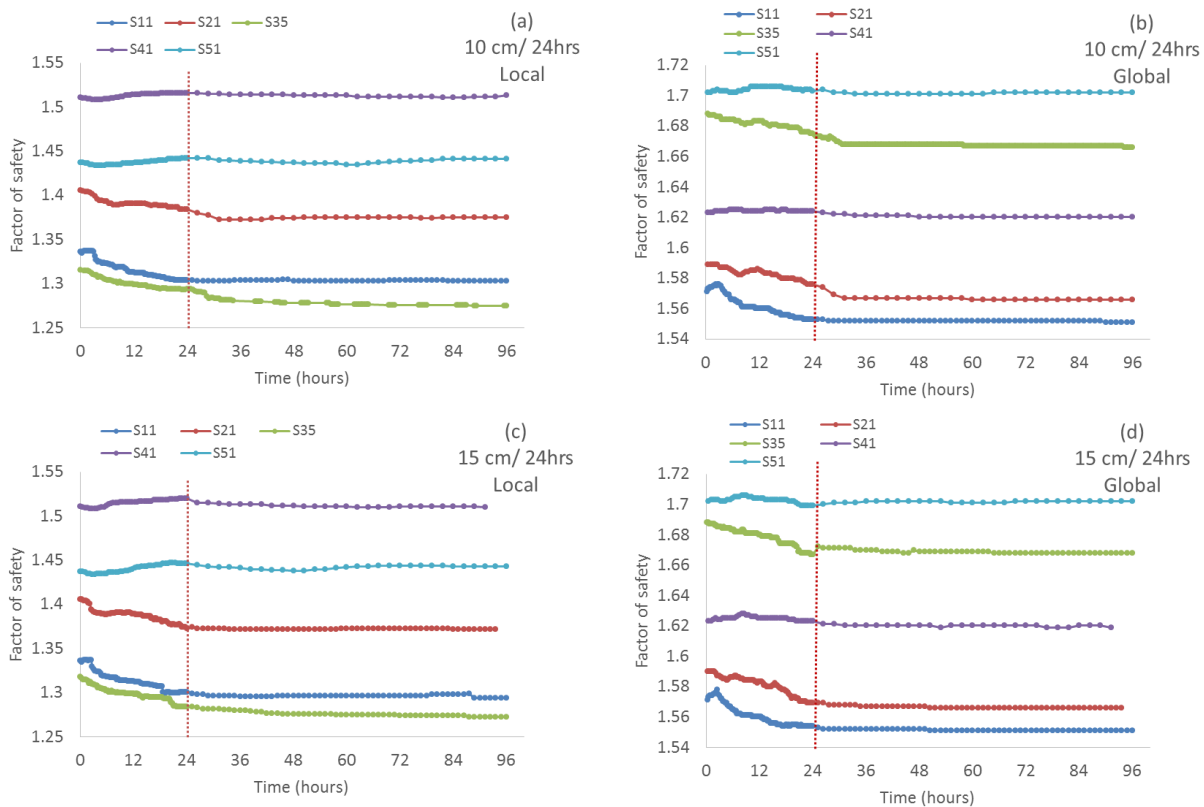 S11 S21 S35
S41 S51
(a)
10 cm/ 24hrs
Local
Factor of safety
1.55
1.5
1.45
1.4
1.35
1.3
1.25
0 12 24 36 48 60 72 84 96
Time (hours)
S11 S21
S35 S41
S51
(b)
10 cm/ 24hrs
Global
Factor of safety
1.72
1.7
1.68
1.66
1.64
1.62
1.6
1.58
1.56
1.54
0 12 24 36 48 60 72 84 96
Time (hours)
S11 S21 S35
S41 S51
(c)
15 cm/ 24hrs
Local
Factor of safety
1.55
1.5
1.45
1.4
1.35
1.3
1.25
0 12 24 36 48 60 72 84 96
Time (hours)
S11 S21
S35 S41
S51
(d)
15 cm/ 24hrs
Global
Factor of safety
1.72
1.7
1.68
1.66
1.64
1.62
1.6
1.58
1.56
1.54
0 12 24 36 48 60 72 84 96
Time (hours)